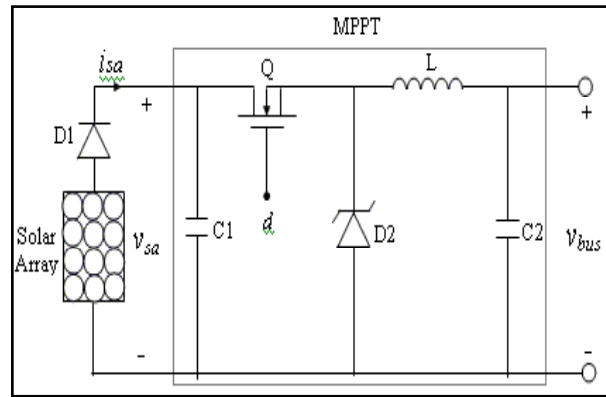 MPPT
isa
Q
L
+
+
D1
Solar
Array
vsa
C1
d
D2
C2
vbus
-
-